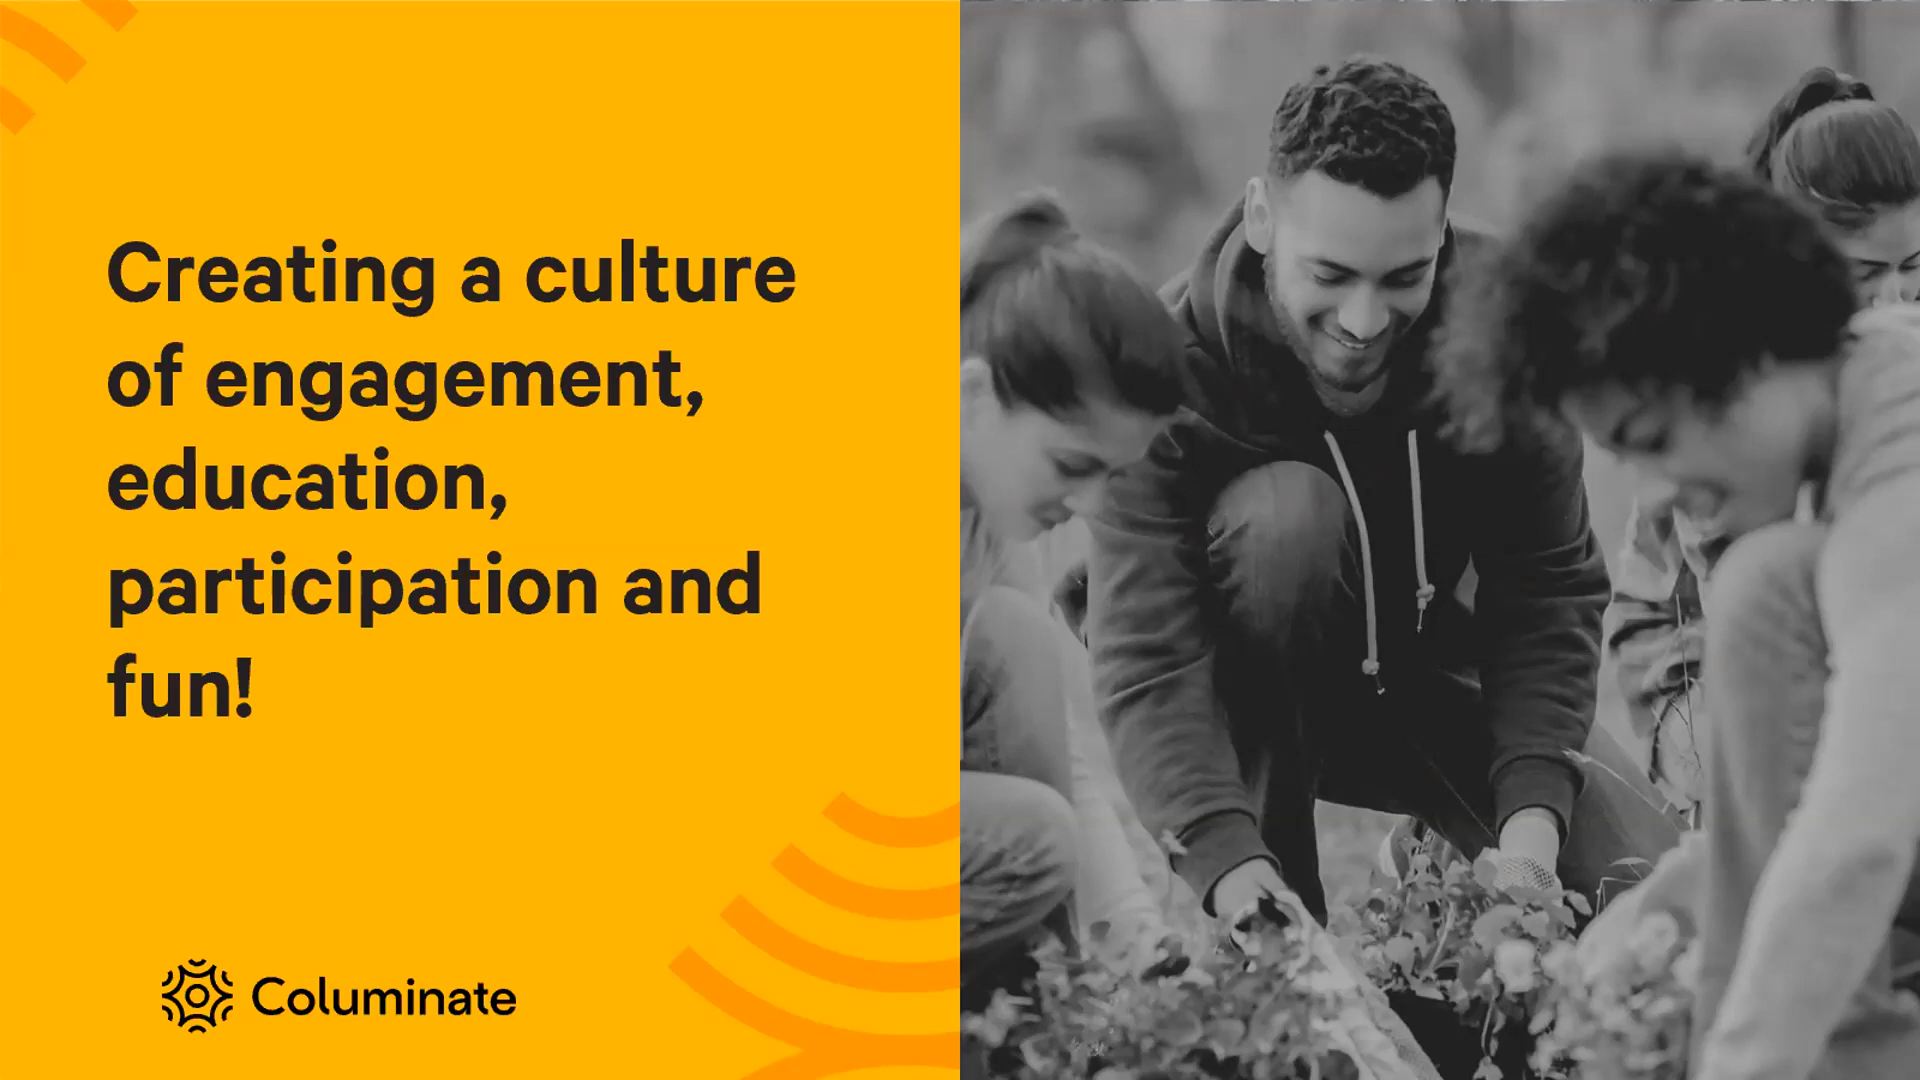 Creating a culture
of engagement,
education,
participation and
fun!
Columinate